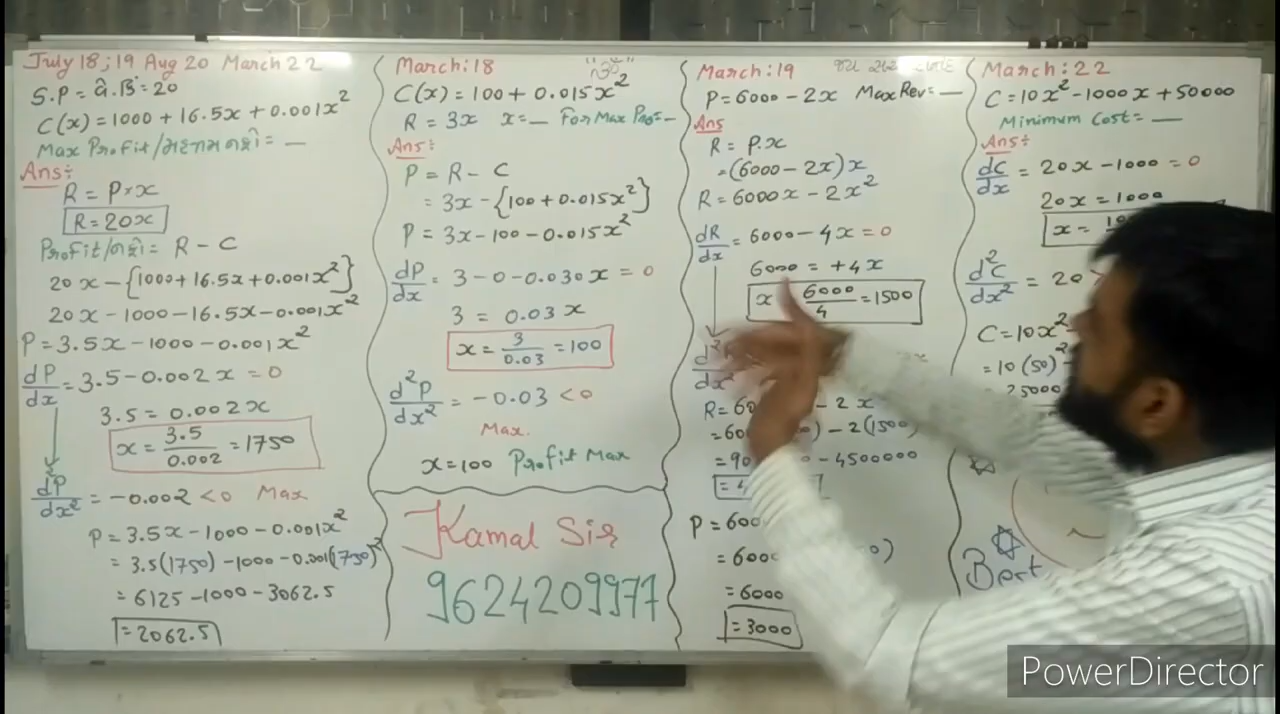 July 18; 19 Aug 20 March 22
S.P = વે.ભા. = 20
C(x) = 1000 + 16.5x + 0.001x²
Max Profit/મહત્તમ નફો = —
Ans:
R = P × x
R = 20x
Profit/નફો = R - C
20x - {1000 + 16.5x + 0.001x²}
20x - 1000 - 16.5x - 0.001x²
P = 3.5x - 1000 - 0.001x²
dP/dx = 3.5 - 0.002x = 0
3.5 = 0.002x
x = 3.5/0.002 = 1750
d²P/dx² = -0.002 < 0 Max
P = 3.5x - 1000 - 0.001x²
= 3.5(1750) - 1000 - 0.001(1750)²
= 6125 - 1000 - 3062.5
= 2062.5
March: 18
C(x) = 100 + 0.015x²
R = 3x x = — For Max Pro = —
Ans:
P = R - C
= 3x - {100 + 0.015x²}
P = 3x - 100 - 0.015x²
dP/dx = 3 - 0 - 0.030x = 0
3 = 0.03x
x = 3/0.03 = 100
d²P/dx² = -0.03 < 0
Max.
x = 100 Profit Max
Kamal Sir
9624209977
March: 19
P = 6000 - 2x Max Rev = —
Ans
R = P.x
= (6000 - 2x)x
R = 6000x - 2x²
dR/dx = 6000 - 4x = 0
6000 = +4x
x 6000/4 = 1500
R = 60 - 2x
= 60 ) - 2(1500)
= 90 - 4500000
P = 600
= 600
= 6000
= 3000
March: 22
C = 10x² - 1000x + 50000
Minimum Cost = —
Ans:
dC/dx = 20x - 1000 = 0
20x = 1000
x =
d²C/dx² = 20
C = 10x²
= 10(50)²
= 25000
Best
PowerDirector